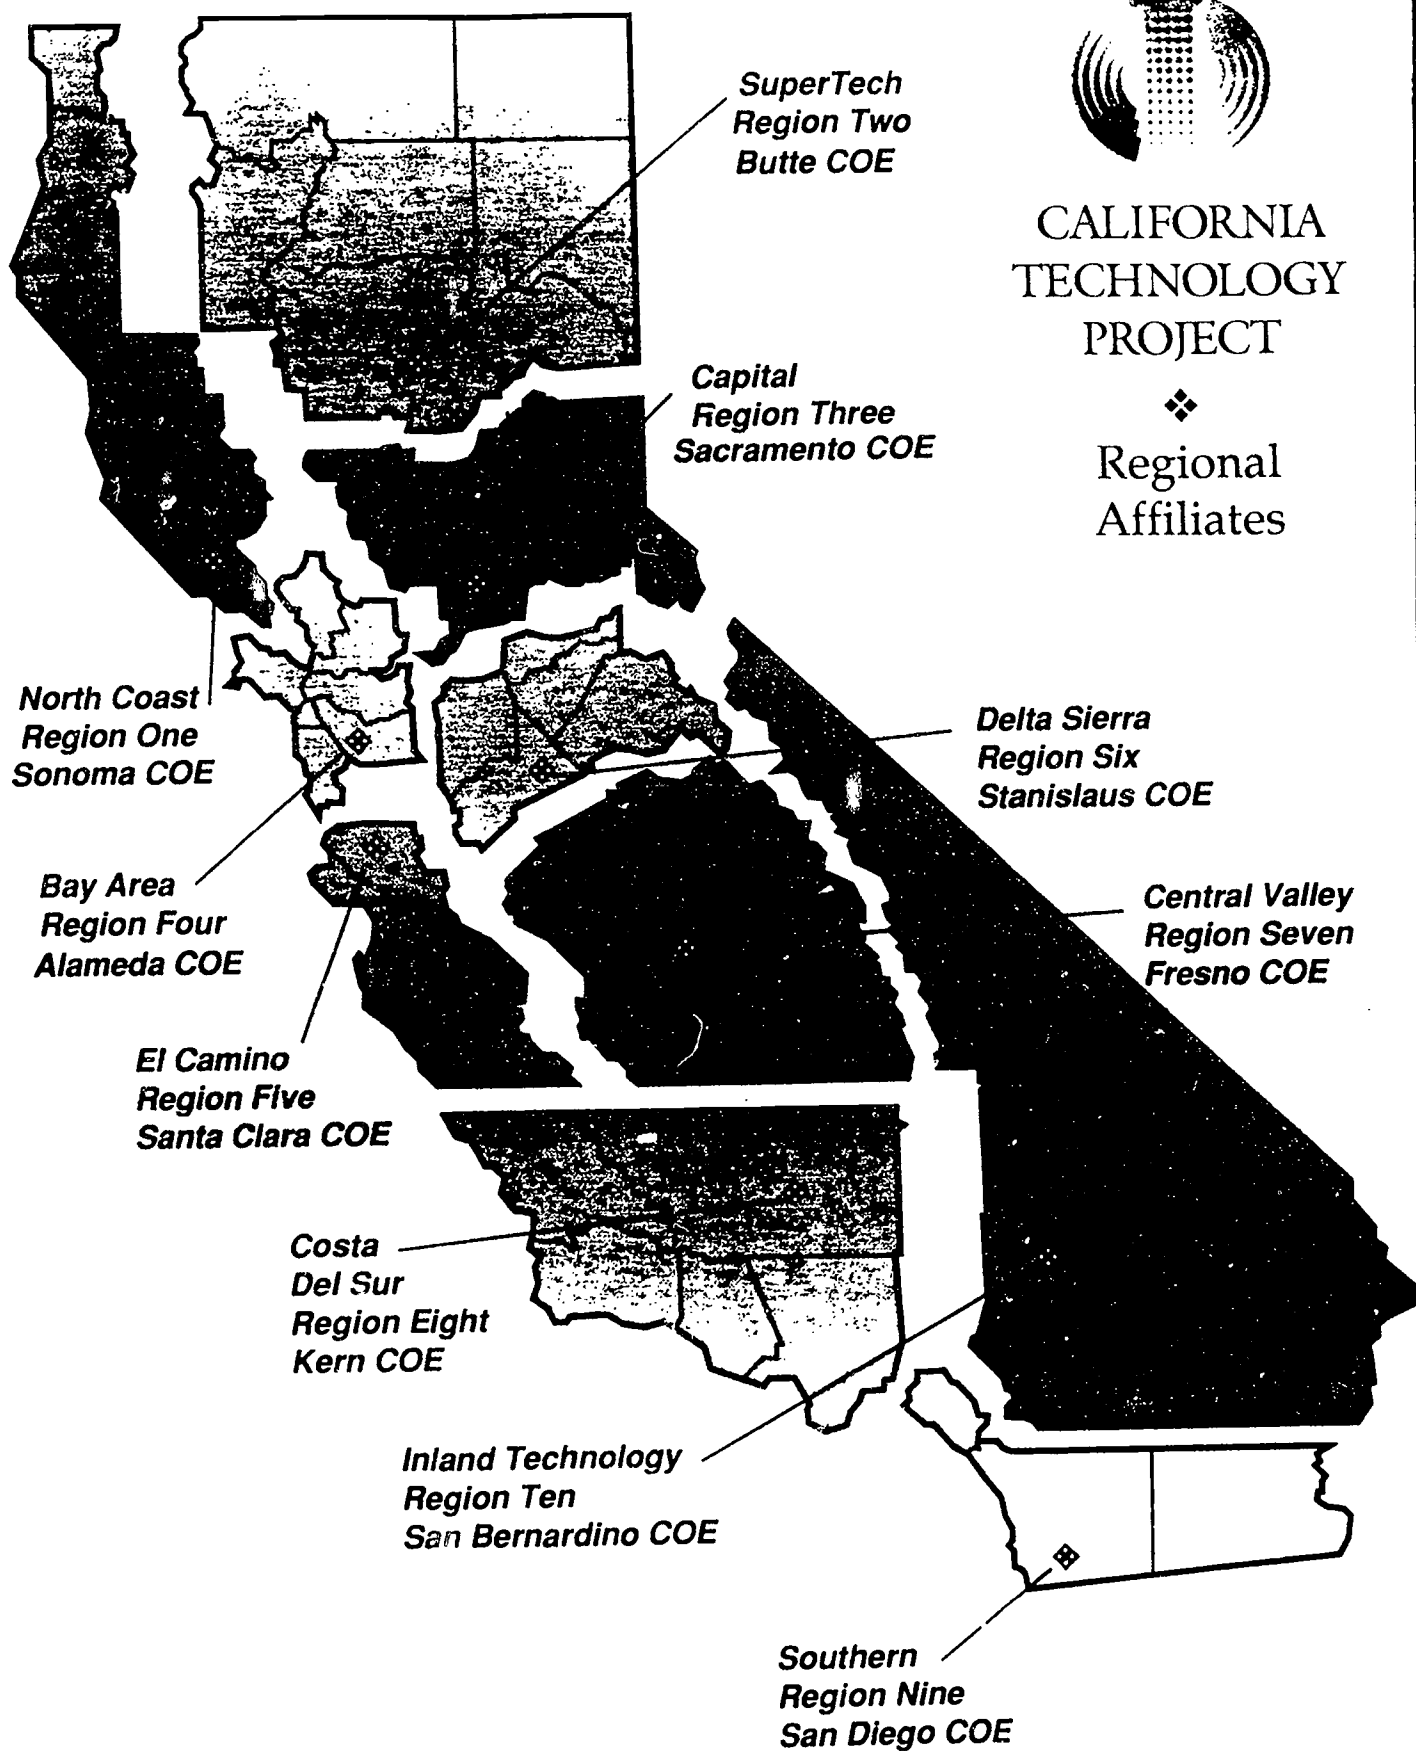 SuperTech
Region Two
Butte COE
CALIFORNIA
TECHNOLOGY
PROJECT
Regional
Affiliates
Capital
Region Three
Sacramento COE
North Coast
Region One
Sonoma COE
Delta Sierra
Region Six
Stanislaus COE
Bay Area
Region Four
Alameda COE
Central Valley
Region Seven
Fresno COE
El Camino
Region Five
Santa Clara COE
Costa
Del Sur
Region Eight
Kern COE
Inland Technology
Region Ten
San Bernardino COE
Southern
Region Nine
San Diego COE